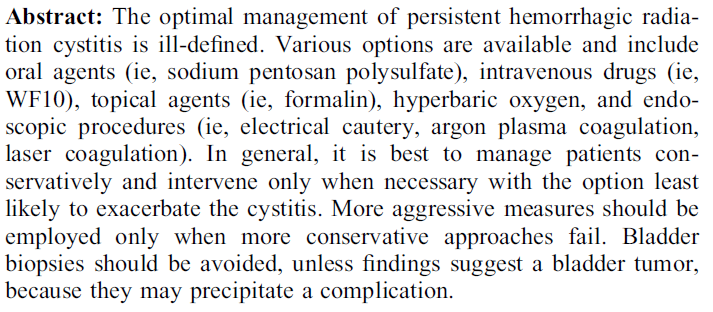 Abstract: The optimal management of persistent hemorrhagic radia-
tion cystitis is ill-defined. Various options are available and include
oral agents (ie, sodium pentosan polysulfate), intravenous drugs (ie,
WF10), topical agents (ie, formalin), hyperbaric oxygen, and endo-
scopic procedures (ie, electrical cautery, argon plasma coagulation,
laser coagulation). In general, it is best to manage patients con-
servatively and intervene only when necessary with the option least
likely to exacerbate the cystitis. More aggressive measures should be
employed only when more conservative approaches fail. Bladder
biopsies should be avoided, unless findings suggest a bladder tumor,
because they may precipitate a complication.